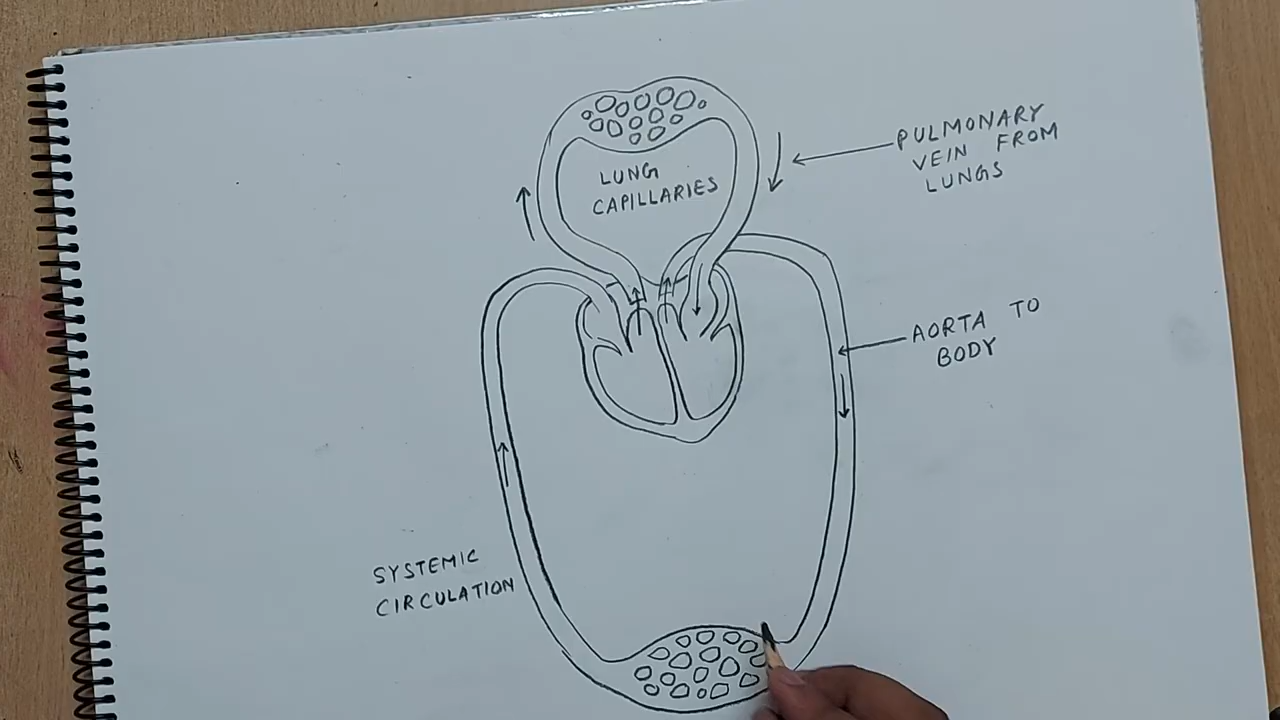 PULMONARY
VEIN FROM
LUNGS
LUNG
CAPILLARIES
AORTA TO
BODY
SYSTEMIC
CIRCULATION